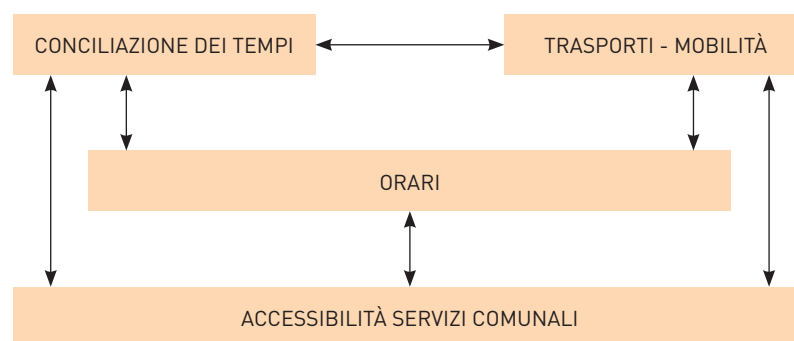 CONCILIAZIONE DEI TEMPI
TRASPORTI - MOBILITÀ
ORARI
ACCESSIBILITÀ SERVIZI COMUNALI